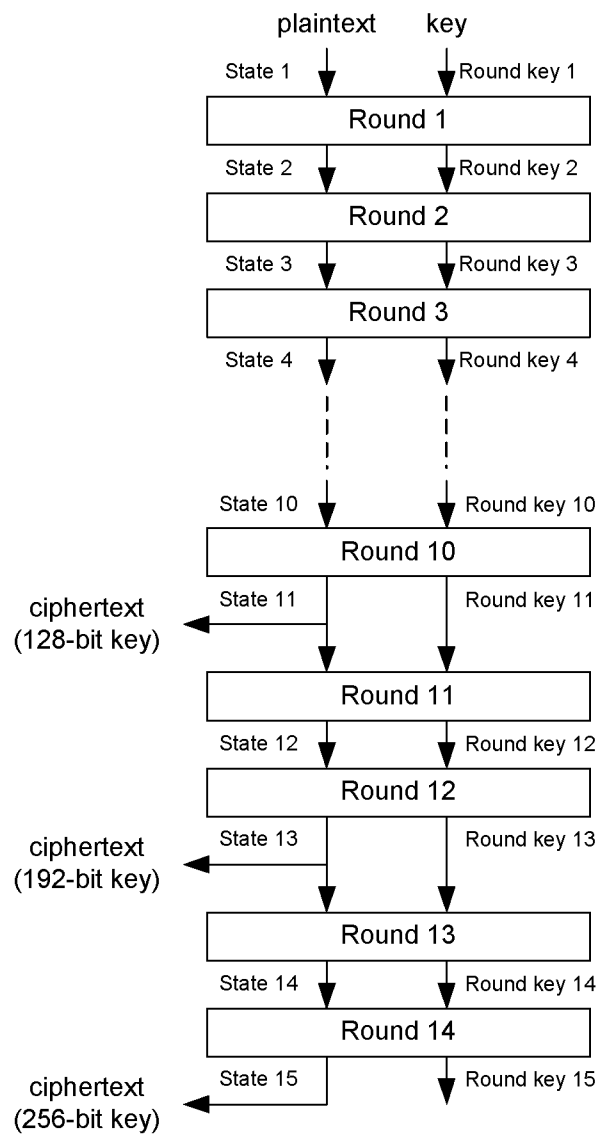 plaintext key
State 1 Round key 1
Round 1
State 2 Round key 2
Round 2
State 3 Round key 3
Round 3
State 4 Round key 4
State 10 Round key 10
Round 10
State 11 Round key 11
ciphertext
(128-bit key)
Round 11
State 12 Round key 12
Round 12
State 13 Round key 13
ciphertext
(192-bit key)
Round 13
State 14 Round key 14
Round 14
State 15 Round key 15
ciphertext
(256-bit key)